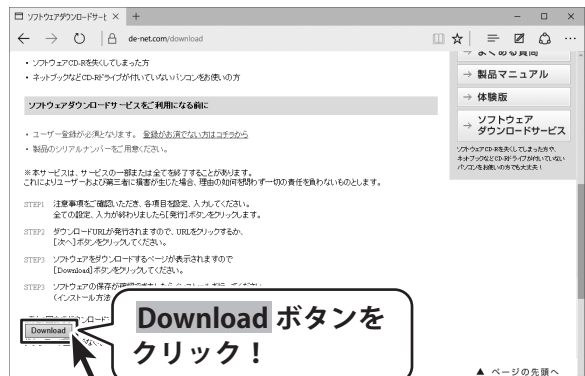 ソフトウェアダウンロードサービ
de-net.com/download
・ソフトウェアCD-Rを失くしてしまった方
・ネットブックなどCD-Rドライブが付いていないパソコンをお使いの方
ソフトウェアダウンロードサービスをご利用になる前に
・ユーザー登録が必須となります。 登録がお済でない方はコチラから
・製品のシリアルナンバーをご用意ください。
※本サービスは、サービスの一部または全てを終了することがあります。
これによりユーザーおよび第三者に損害が生じた場合、理由の如何を問わず一切の責任を負わないものとします。
STEP1 注意事項をご確認いただき、各項目を設定、入力してください。
全ての設定、入力が終わりましたら[発行]ボタンをクリックします。
STEP2 ダウンロードURLが発行されますので、URLをクリックするか、
[次へ]ボタンをクリックしてください。
STEP3 ソフトウェアをダウンロードするページが表示されますので
[Download]ボタンをクリックしてください。
STEP3 ソフトウェアの保存が
(インストール方法
Download
Download ボタンを
クリック！
→ よくある質問
→ 製品マニュアル
→ 体験版
→ ソフトウェア
ダウンロードサービス
ソフトウェアCD-Rを失くしてしまった方や、
ネットブックなどCD-Rドライブが付いていない
パソコンをお使いの方でも大丈夫！
▲ ページの先頭へ